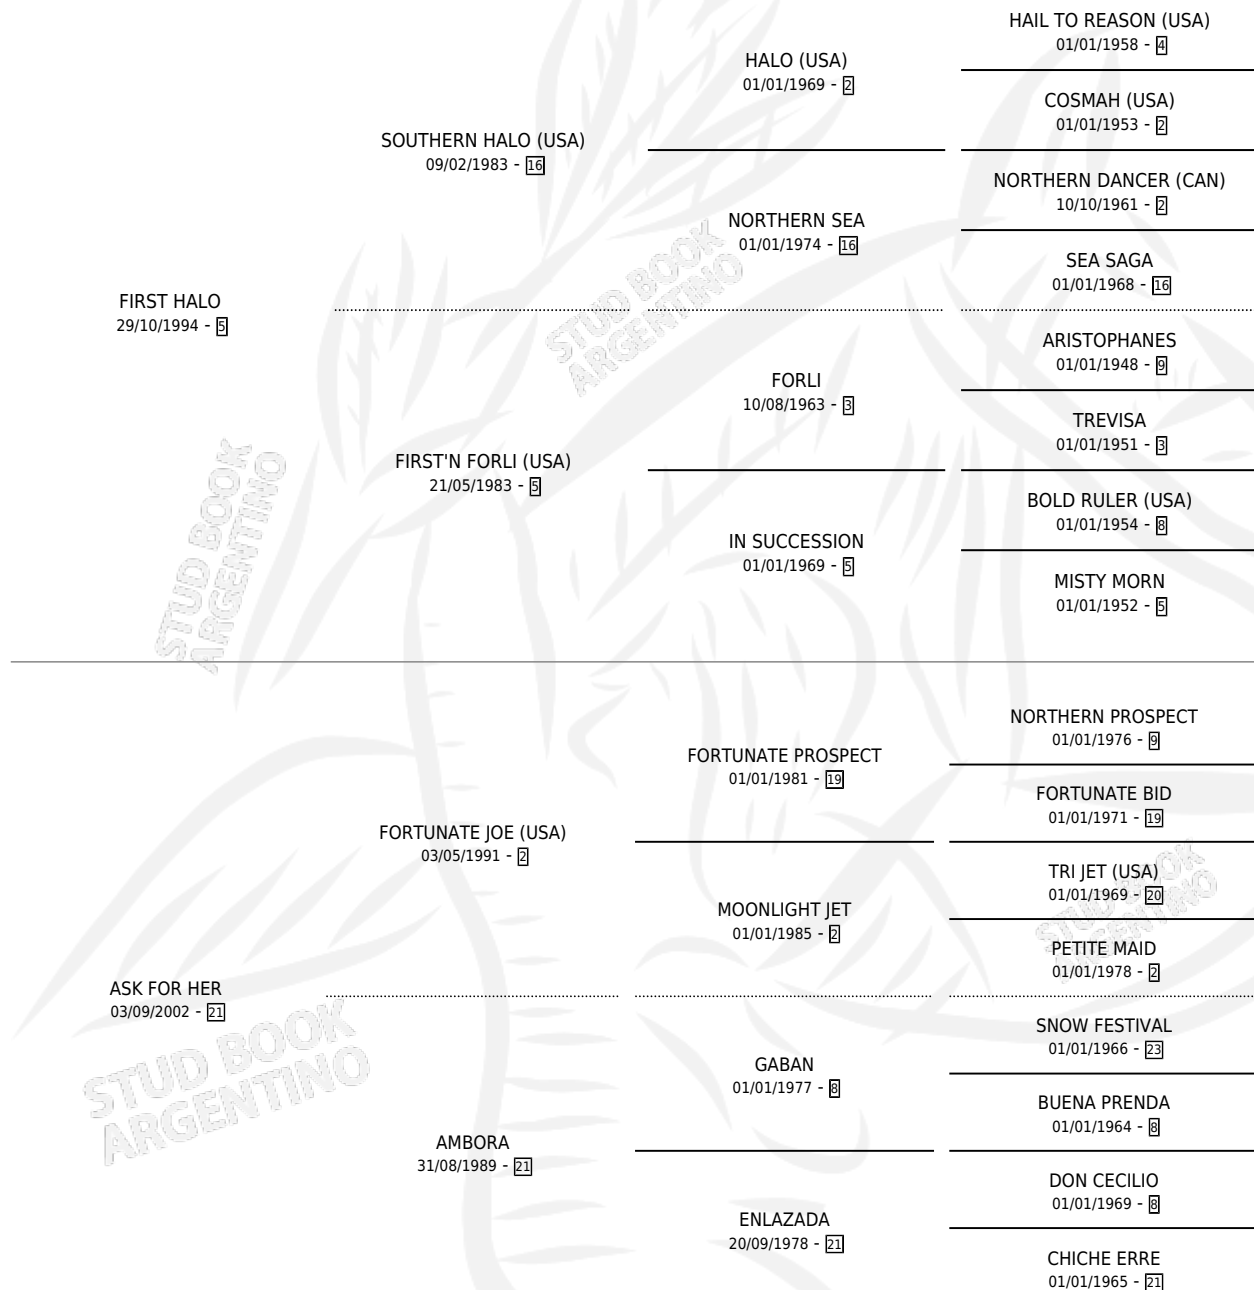 HAIL TO REASON (USA)
01/01/1958 - 4
HALO (USA)
01/01/1969 - 2
COSMAH (USA)
01/01/1953 - 2
SOUTHERN HALO (USA)
09/02/1983 - 16
NORTHERN DANCER (CAN)
10/10/1961 - 2
NORTHERN SEA
01/01/1974 - 16
SEA SAGA
01/01/1968 - 16
FIRST HALO
29/10/1994 - 5
ARISTOPHANES
01/01/1948 - 9
FORLI
10/08/1963 - 3
TREVISA
01/01/1951 - 3
FIRST'N FORLI (USA)
21/05/1983 - 5
BOLD RULER (USA)
01/01/1954 - 8
IN SUCCESSION
01/01/1969 - 5
MISTY MORN
01/01/1952 - 5
STUD BOOK
ARGENTINO
STUD BOOK
ARGENTINO
NORTHERN PROSPECT
01/01/1976 - 9
FORTUNATE PROSPECT
01/01/1981 - 19
FORTUNATE BID
01/01/1971 - 19
FORTUNATE JOE (USA)
03/05/1991 - 2
TRI JET (USA)
01/01/1969 - 20
MOONLIGHT JET
01/01/1985 - 2
PETITE MAID
01/01/1978 - 2
ASK FOR HER
03/09/2002 - 21
SNOW FESTIVAL
01/01/1966 - 23
GABAN
01/01/1977 - 8
BUENA PRENDA
01/01/1964 - 8
AMBORA
31/08/1989 - 21
DON CECILIO
01/01/1969 - 8
ENLAZADA
20/09/1978 - 21
CHICHE ERRE
01/01/1965 - 21
STUD BOOK
ARGENTINO
STUD BOOK
ARGENTINO